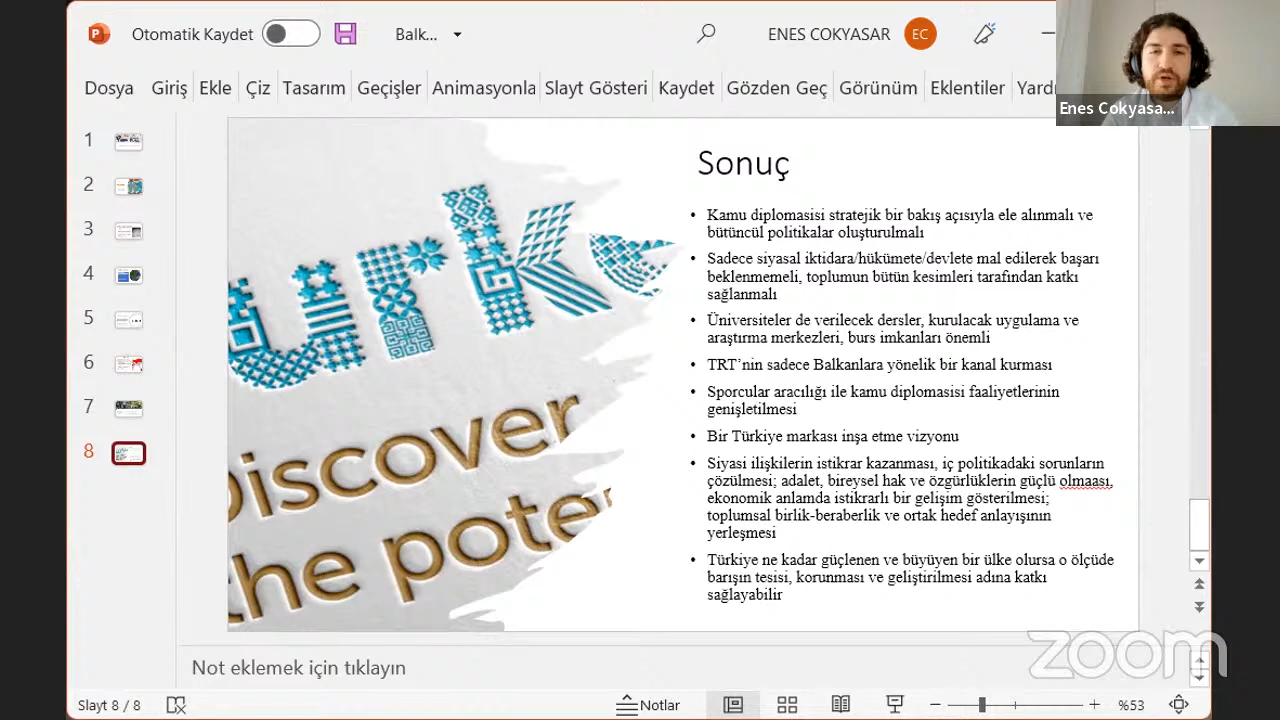 Otomatik Kaydet
Balk...
ENES COKYASAR
EC
Dosya Giriş Ekle Çiz Tasarım Geçişler Animasyonla Slayt Gösteri Kaydet Gözden Geç Görünüm Eklentiler Yardı
Enes Cokyasa...
1
2
3
4
5
6
7
8
urke
Discover
the poten
Sonuç
• Kamu diplomasisi stratejik bir bakış açısıyla ele alınmalı ve
bütüncül politikalar oluşturulmalı
• Sadece siyasal iktidara/hükümete/devlete mal edilerek başarı
beklenmemeli, toplumun bütün kesimleri tarafından katkı
sağlanmalı
• Üniversiteler de verilecek dersler, kurulacak uygulama ve
araştırma merkezleri, burs imkanları önemli
• TRT’nin sadece Balkanlara yönelik bir kanal kurması
• Sporcular aracılığı ile kamu diplomasisi faaliyetlerinin
genişletilmesi
• Bir Türkiye markası inşa etme vizyonu
• Siyasi ilişkilerin istikrar kazanması, iç politikadaki sorunların
çözülmesi; adalet, bireysel hak ve özgürlüklerin güçlü olmaası,
ekonomik anlamda istikrarlı bir gelişim gösterilmesi;
toplumsal birlik-beraberlik ve ortak hedef anlayışının
yerleşmesi
• Türkiye ne kadar güçlenen ve büyüyen bir ülke olursa o ölçüde
barışın tesisi, korunması ve geliştirilmesi adına katkı
sağlayabilir
zoom
Not eklemek için tıklayın
Slayt 8 / 8
Notlar
%53